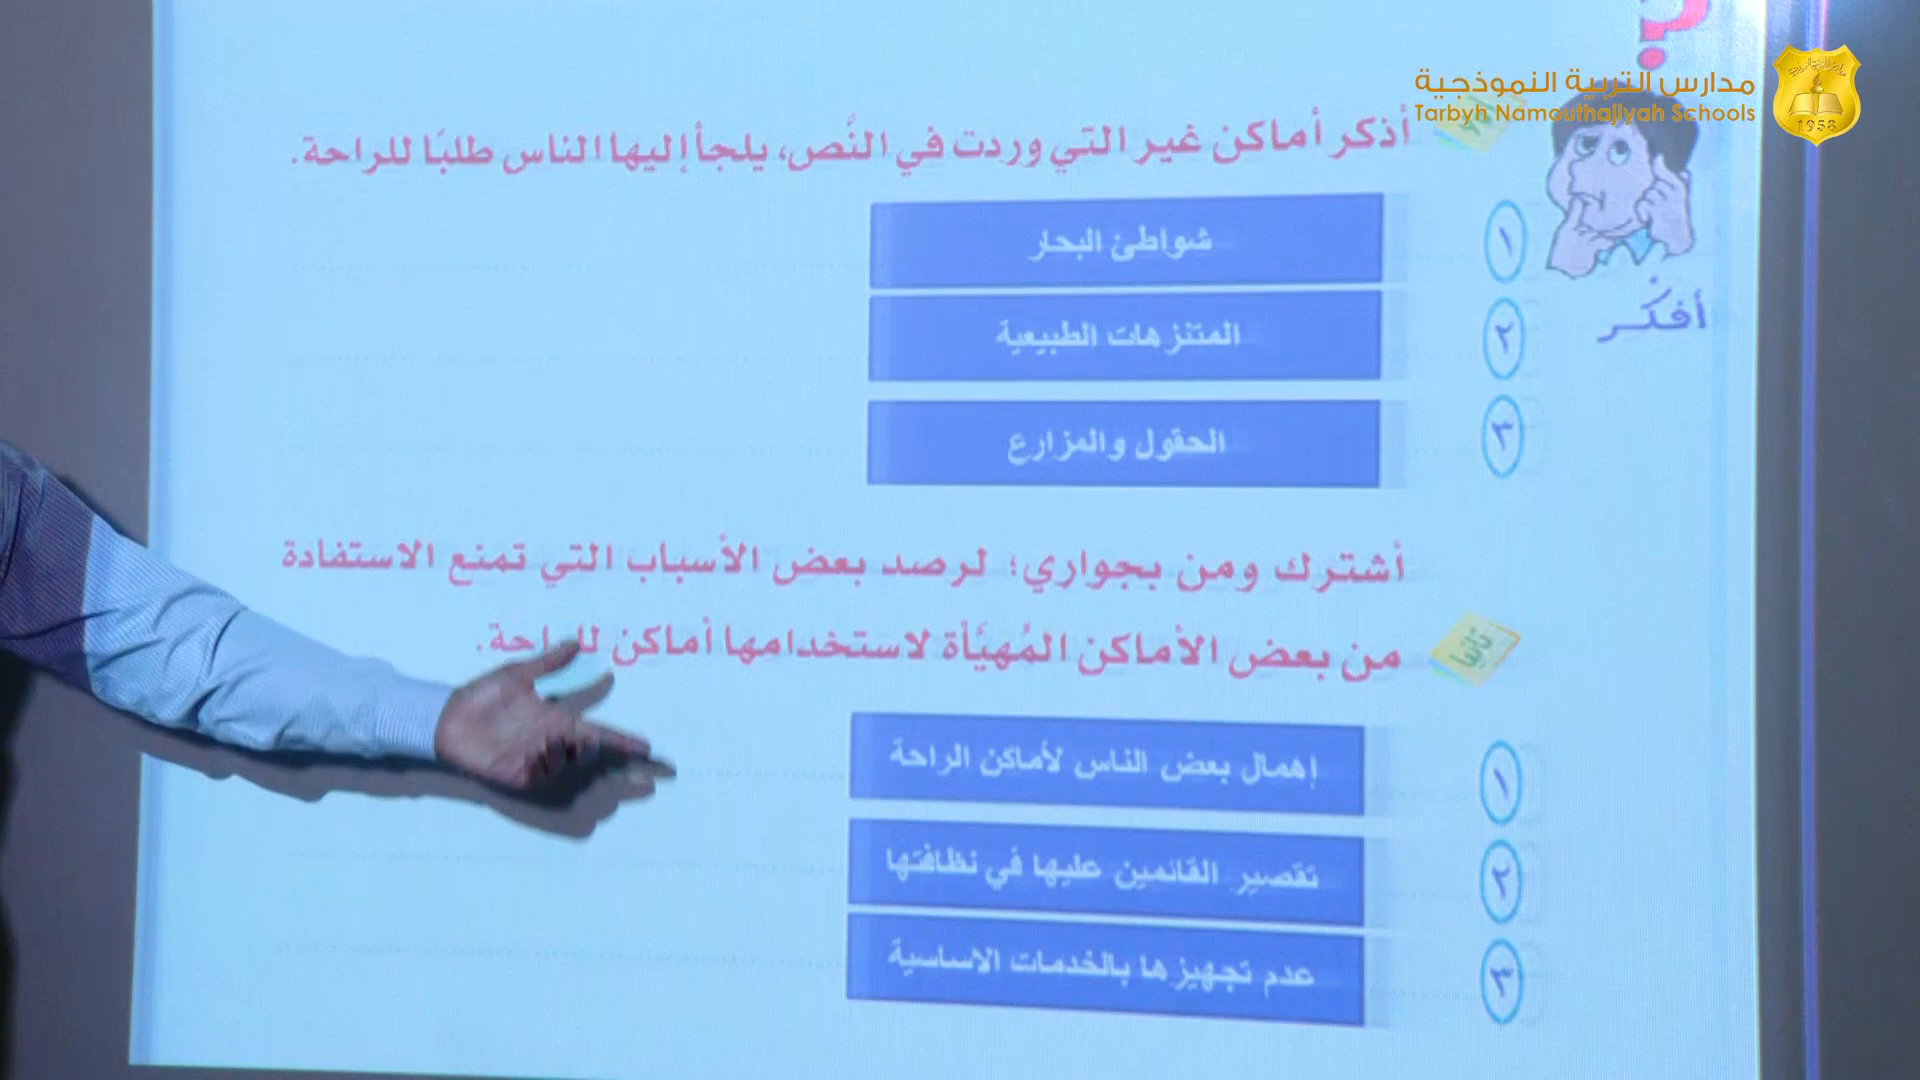 مدارس التربية النموذجية
Tarbyh Namouthajiyah Schools
1958
؟
أفكّر
أذكر أماكن غير التي وردت في النَّص، يلجأ إليها الناس طلبًا للراحة.
١ شواطئ البحار
٢ المتنزهات الطبيعية
٣ الحقول والمزارع
ثانيا
أشترك ومن بجواري؛ لرصد بعض الأسباب التي تمنع الاستفادة
من بعض الأماكن المُهيَّأة لاستخدامها أماكن للراحة.
١ إهمال بعض الناس لأماكن الراحة
٢ تقصير القائمين عليها في نظافتها
٣ عدم تجهيزها بالخدمات الاساسية